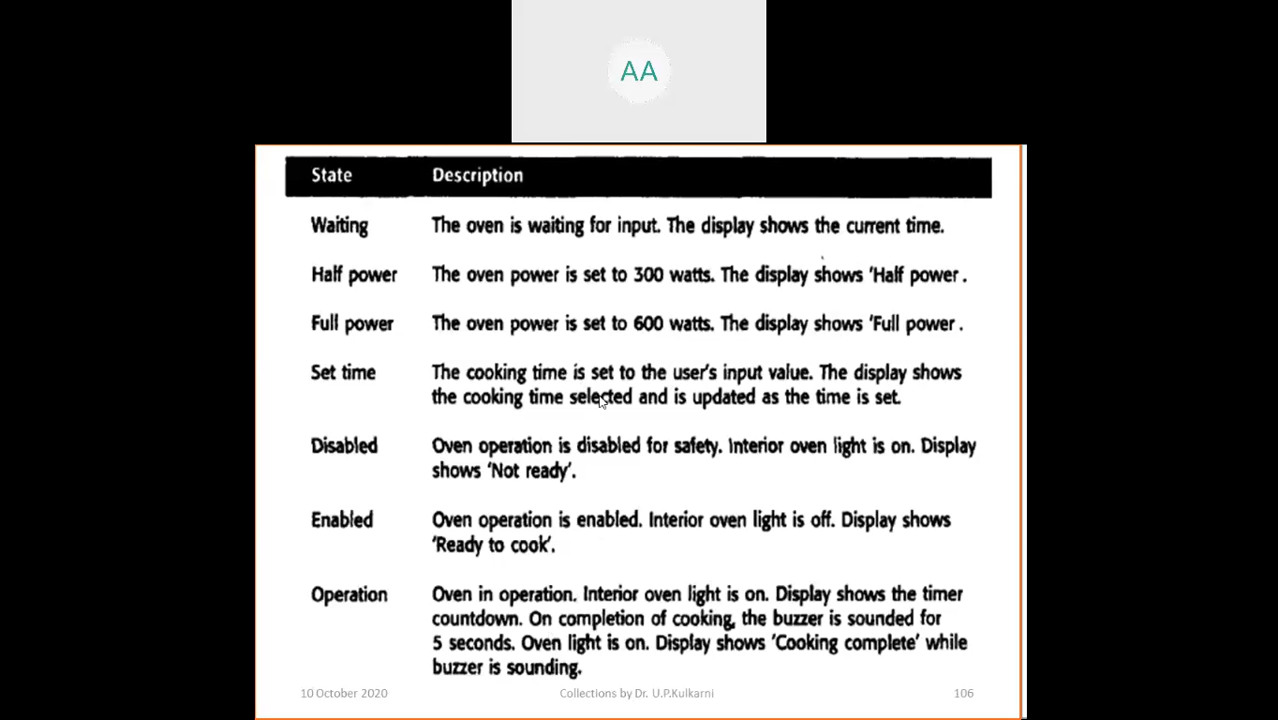 AA
State Description
Waiting The oven is waiting for input. The display shows the current time.
Half power The oven power is set to 300 watts. The display shows 'Half power .
Full power The oven power is set to 600 watts. The display shows 'Full power .
Set time The cooking time is set to the user's input value. The display shows
the cooking time selected and is updated as the time is set.
Disabled Oven operation is disabled for safety. Interior oven light is on. Display
shows 'Not ready'.
Enabled Oven operation is enabled. Interior oven light is off. Display shows
'Ready to cook'.
Operation Oven in operation. Interior oven light is on. Display shows the timer
countdown. On completion of cooking, the buzzer is sounded for
5 seconds. Oven light is on. Display shows 'Cooking complete' while
buzzer is sounding.
10 October 2020 Collections by Dr. U.P.Kulkarni 106